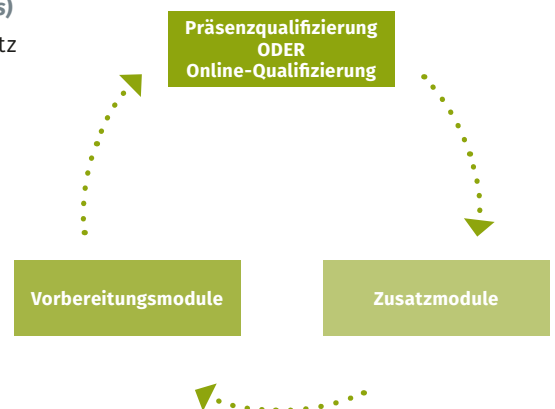 s)
tz
Präsenzqualifizierung
ODER
Online-Qualifizierung
Vorbereitungsmodule
Zusatzmodule